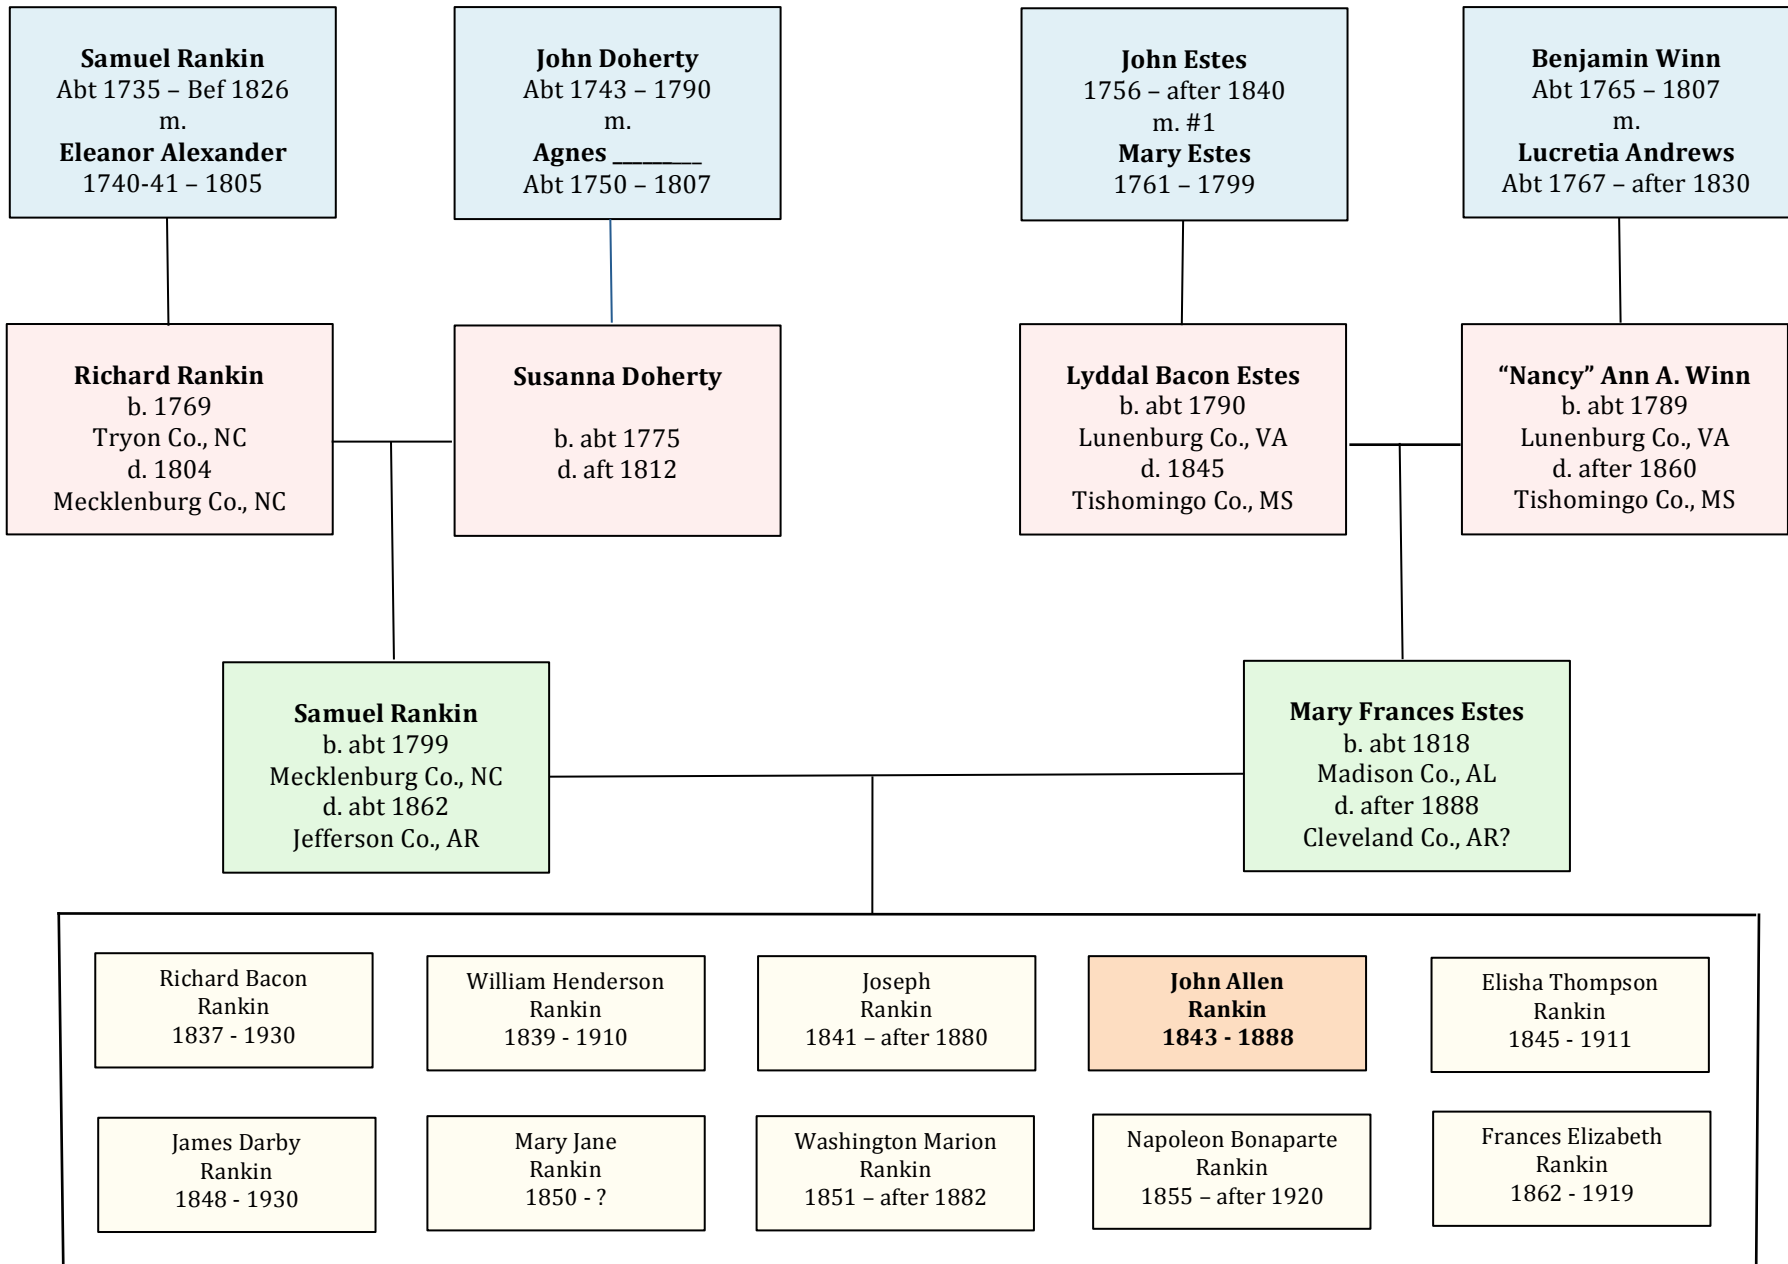 Samuel Rankin
Abt 1735 – Bef 1826
m.
Eleanor Alexander
1740-41 – 1805
John Doherty
Abt 1743 – 1790
m.
Agnes _________
Abt 1750 – 1807
John Estes
1756 – after 1840
m. #1
Mary Estes
1761 – 1799
Benjamin Winn
Abt 1765 – 1807
m.
Lucretia Andrews
Abt 1767 – after 1830
Richard Rankin
b. 1769
Tryon Co., NC
d. 1804
Mecklenburg Co., NC
Susanna Doherty
b. abt 1775
d. aft 1812
Lyddal Bacon Estes
b. abt 1790
Lunenburg Co., VA
d. 1845
Tishomingo Co., MS
“Nancy” Ann A. Winn
b. abt 1789
Lunenburg Co., VA
d. after 1860
Tishomingo Co., MS
Samuel Rankin
b. abt 1799
Mecklenburg Co., NC
d. abt 1862
Jefferson Co., AR
Mary Frances Estes
b. abt 1818
Madison Co., AL
d. after 1888
Cleveland Co., AR?
Richard Bacon
Rankin
1837 - 1930
William Henderson
Rankin
1839 - 1910
Joseph
Rankin
1841 – after 1880
John Allen
Rankin
1843 - 1888
Elisha Thompson
Rankin
1845 - 1911
James Darby
Rankin
1848 - 1930
Mary Jane
Rankin
1850 - ?
Washington Marion
Rankin
1851 – after 1882
Napoleon Bonaparte
Rankin
1855 – after 1920
Frances Elizabeth
Rankin
1862 - 1919